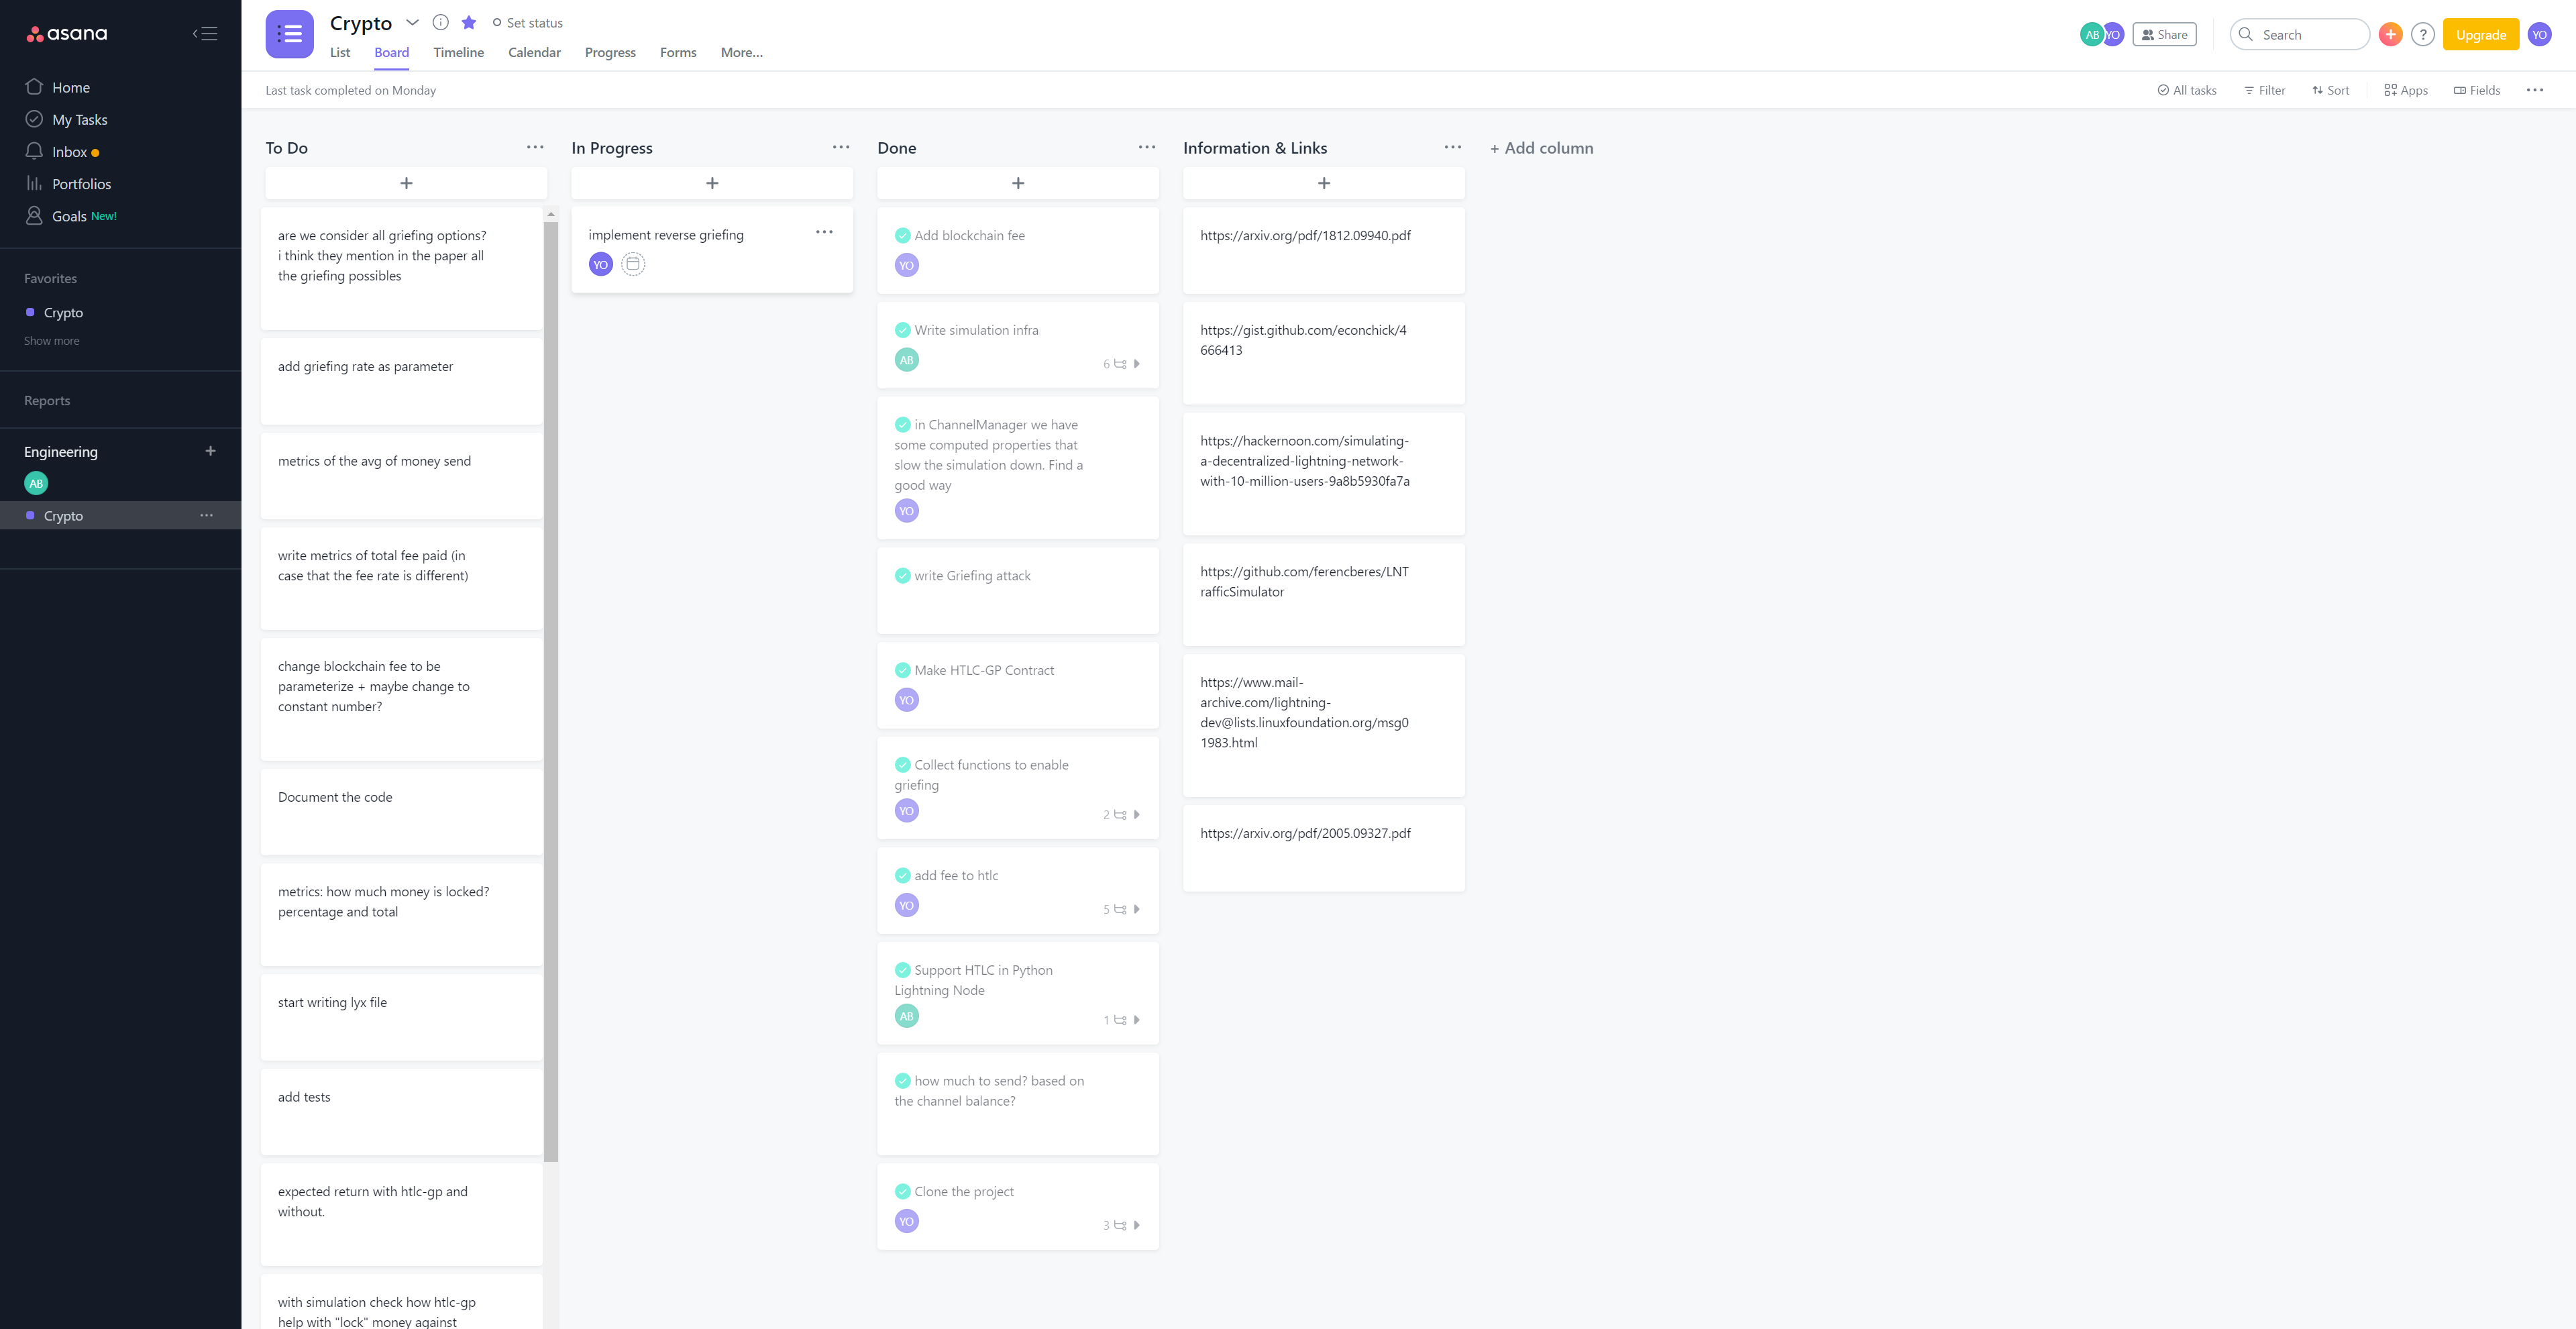 asana
Home
My Tasks
Inbox
Portfolios
Goals New!
Favorites
Crypto
Show more
Reports
Engineering
AB
Crypto
Crypto
Set status
List Board Timeline Calendar Progress Forms More...
AB YO Share
Search
Upgrade
YO
Last task completed on Monday
All tasks Filter Sort Apps Fields
To Do
are we consider all griefing options?
i think they mention in the paper all
the griefing possibles
add griefing rate as parameter
metrics of the avg of money send
write metrics of total fee paid (in
case that the fee rate is different)
change blockchain fee to be
parameterize + maybe change to
constant number?
Document the code
metrics: how much money is locked?
percentage and total
start writing lyx file
add tests
expected return with htlc-gp and
without.
with simulation check how htlc-gp
help with "lock" money against
In Progress
implement reverse griefing
YO
Done
Add blockchain fee
YO
Write simulation infra
AB
6
in ChannelManager we have
some computed properties that
slow the simulation down. Find a
good way
YO
write Griefing attack
Make HTLC-GP Contract
YO
Collect functions to enable
griefing
YO
2
add fee to htlc
YO
5
Support HTLC in Python
Lightning Node
AB
1
how much to send? based on
the channel balance?
Clone the project
YO
3
Information & Links
https://arxiv.org/pdf/1812.09940.pdf
https://gist.github.com/econchick/4
666413
https://hackernoon.com/simulating-
a-decentralized-lightning-network-
with-10-million-users-9a8b5930fa7a
https://github.com/ferencberes/LNT
rafficSimulator
https://www.mail-
archive.com/lightning-
dev@lists.linuxfoundation.org/msg0
1983.html
https://arxiv.org/pdf/2005.09327.pdf
+ Add column